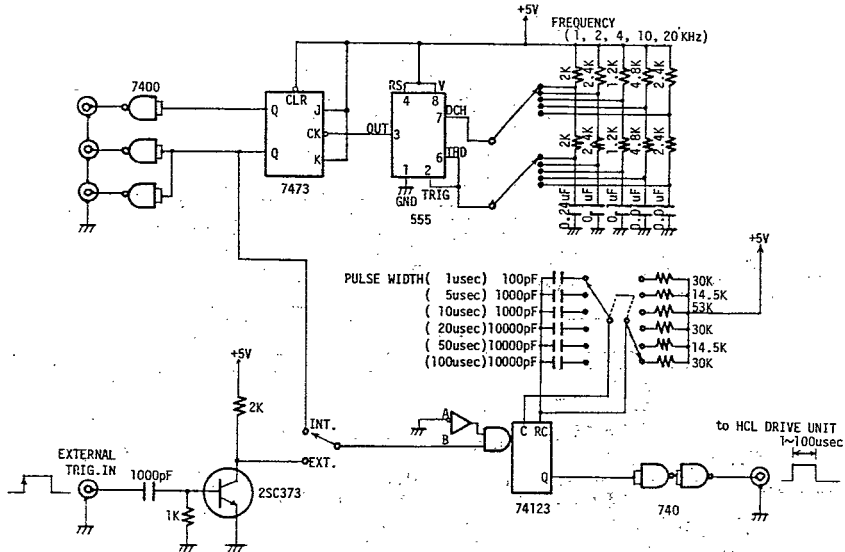 +5V
FREQUENCY
(1, 2, 4, 10, 20 KHz)
7400
Q
CLR
J
CK
Q
K
7473
RS
V
4
8
7
DCH
OUT
3
6
THD
1
2
GND
TRIG
555
2K
2.4K
1.2K
4.8K
2.4K
2K
2.4K
1.2K
4.8K
2.4K
0.24uF
+5V
PULSE WIDTH( 1usec) 100pF
( 5usec) 1000pF
( 10usec) 1000pF
( 20usec)10000pF
( 50usec)10000pF
(100usec)10000pF
30K
14.5K
53K
30K
14.5K
30K
+5V
2K
INT.
A
B
EXT.
C RC
Q
74123
740
to HCL DRIVE UNIT
1~100usec
EXTERNAL
TRIG.IN
1000pF
1K
2SC373